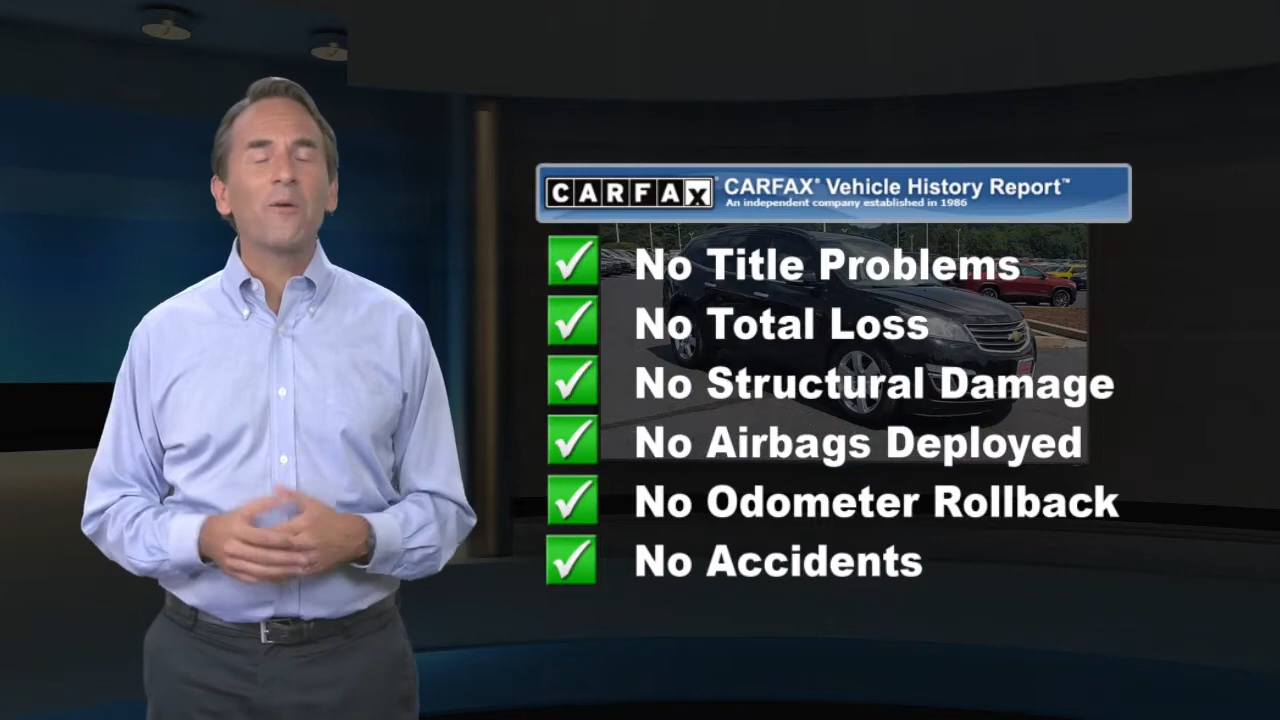 CARFAX® CARFAX® Vehicle History Report™
An independent company established in 1986
No Title Problems
No Total Loss
No Structural Damage
No Airbags Deployed
No Odometer Rollback
No Accidents